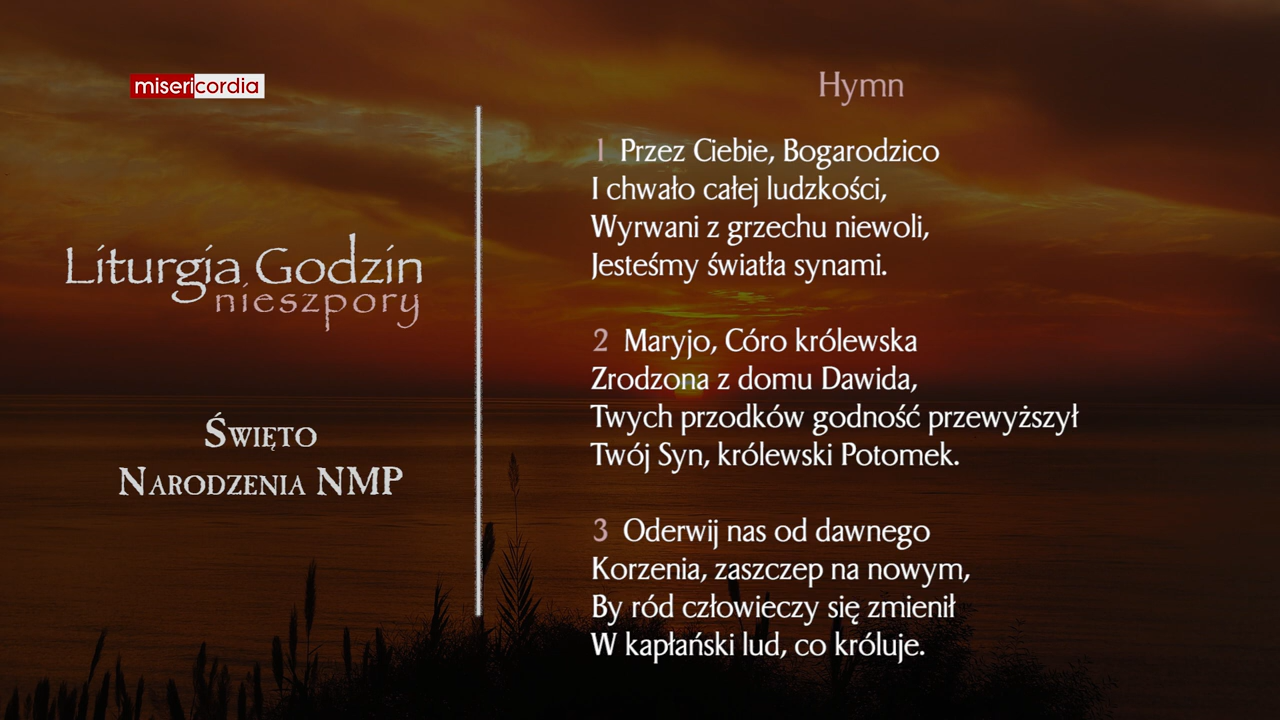 misericordia
Liturgia Godzin
nieszpory
Święto
Narodzenia NMP
Hymn
1 Przez Ciebie, Bogarodzico
I chwało całej ludzkości,
Wyrwani z grzechu niewoli,
Jesteśmy światła synami.
2 Maryjo, Córo królewska
Zrodzona z domu Dawida,
Twych przodków godność przewyższył
Twój Syn, królewski Potomek.
3 Oderwij nas od dawnego
Korzenia, zaszczep na nowym,
By ród człowieczy się zmienił
W kapłański lud, co króluje.